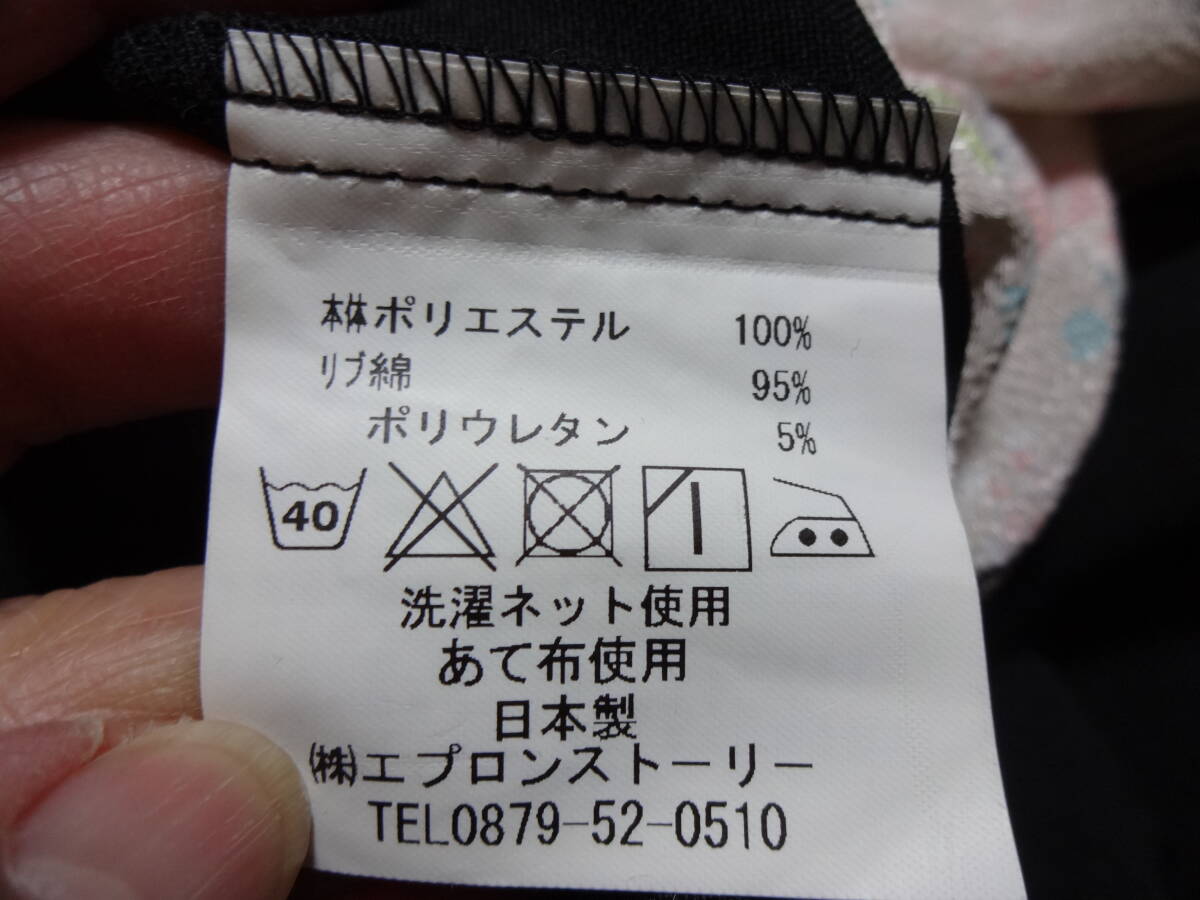 本体ポリエステル 100%
リブ綿 95%
ポリウレタン 5%
40
洗濯ネット使用
あて布使用
日本製
㈱エプロンストーリー
TEL0879-52-0510